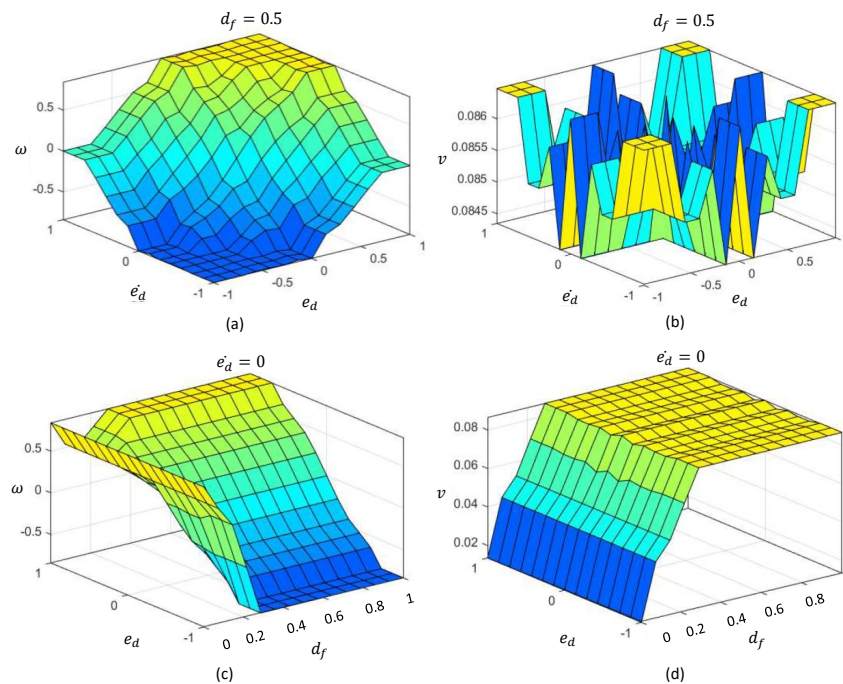 d_f = 0.5
0.5
0
-0.5
ω
1
0
-1
ė_d
-1
-0.5
0
0.5
1
e_d
(a)
d_f = 0.5
0.086
0.0855
0.085
0.0845
v
1
0
-1
ė_d
-1
-0.5
0
0.5
e_d
(b)
ė_d = 0
0.5
0
-0.5
ω
1
0
-1
e_d
0
0.2
0.4
0.6
0.8
1
d_f
(c)
ė_d = 0
0.08
0.06
0.04
0.02
v
1
0
-1
e_d
0
0.2
0.4
0.6
0.8
d_f
(d)